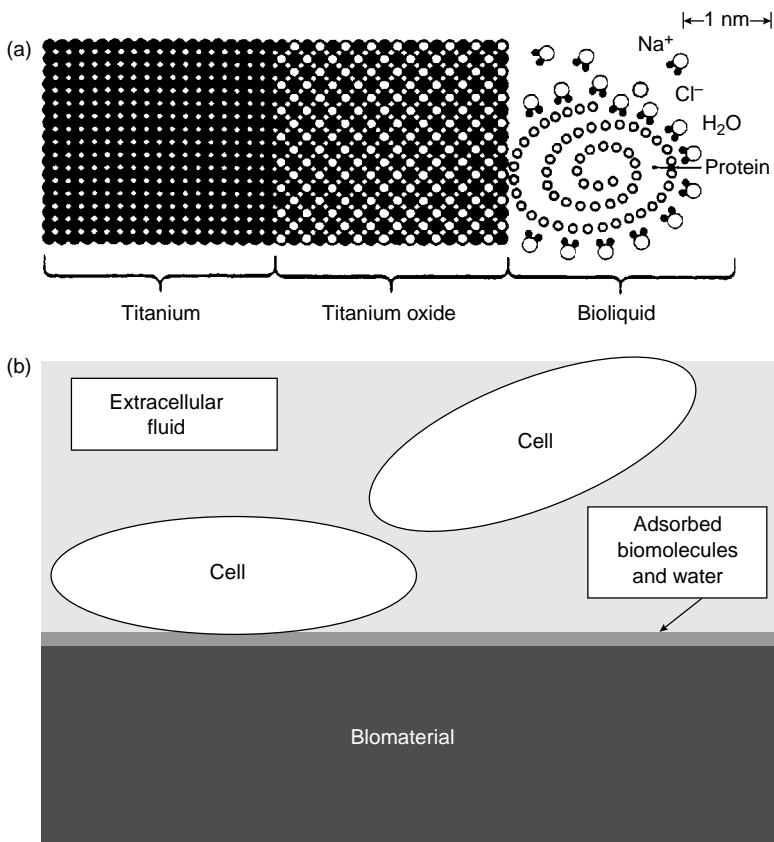 (a)
1 nm
Na⁺
Cl⁻
H₂O
Protein
Titanium
Titanium oxide
Bioliquid
(b)
Extracellular
fluid
Cell
Cell
Adsorbed
biomolecules
and water
Blomaterial